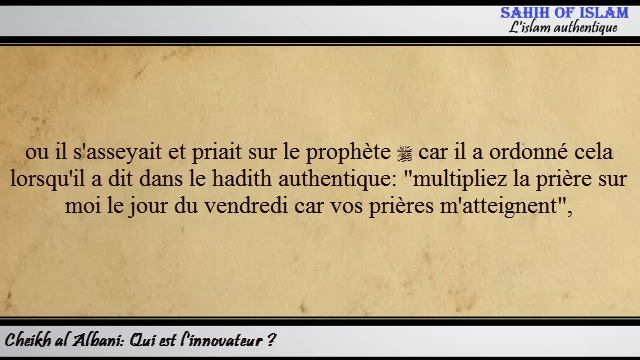 SAHIH OF ISLAM
L'islam authentique
ou il s'asseyait et priait sur le prophète ﷺ car il a ordonné cela
lorsqu'il a dit dans le hadith authentique: "multipliez la prière sur
moi le jour du vendredi car vos prières m'atteignent",
Cheikh al Albani: Qui est l'innovateur ?